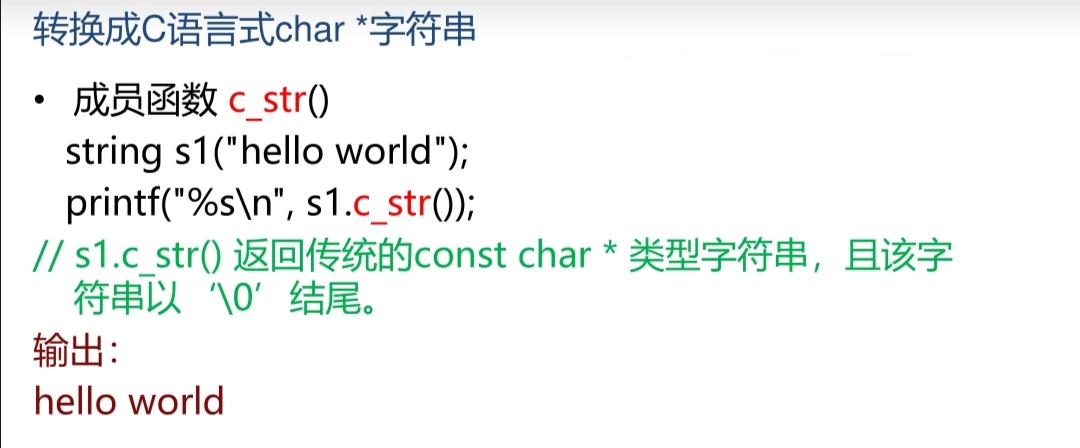 转换成C语言式char *字符串
• 成员函数 c_str()
string s1("hello world");
printf("%s\n", s1.c_str());
// s1.c_str() 返回传统的const char * 类型字符串，且该字
符串以‘\0’结尾。
输出：
hello world